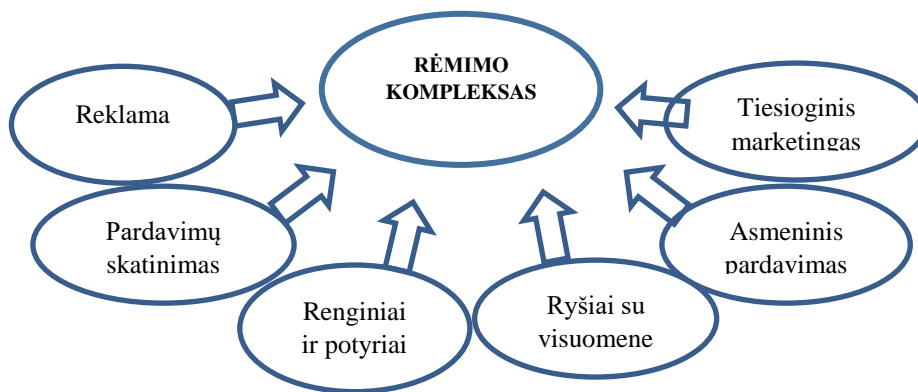 RĖMIMO
KOMPLEKSAS
Reklama
Tiesioginis
marketingas
Pardavimų
skatinimas
Asmeninis
pardavimas
Renginiai
ir potyriai
Ryšiai su
visuomene